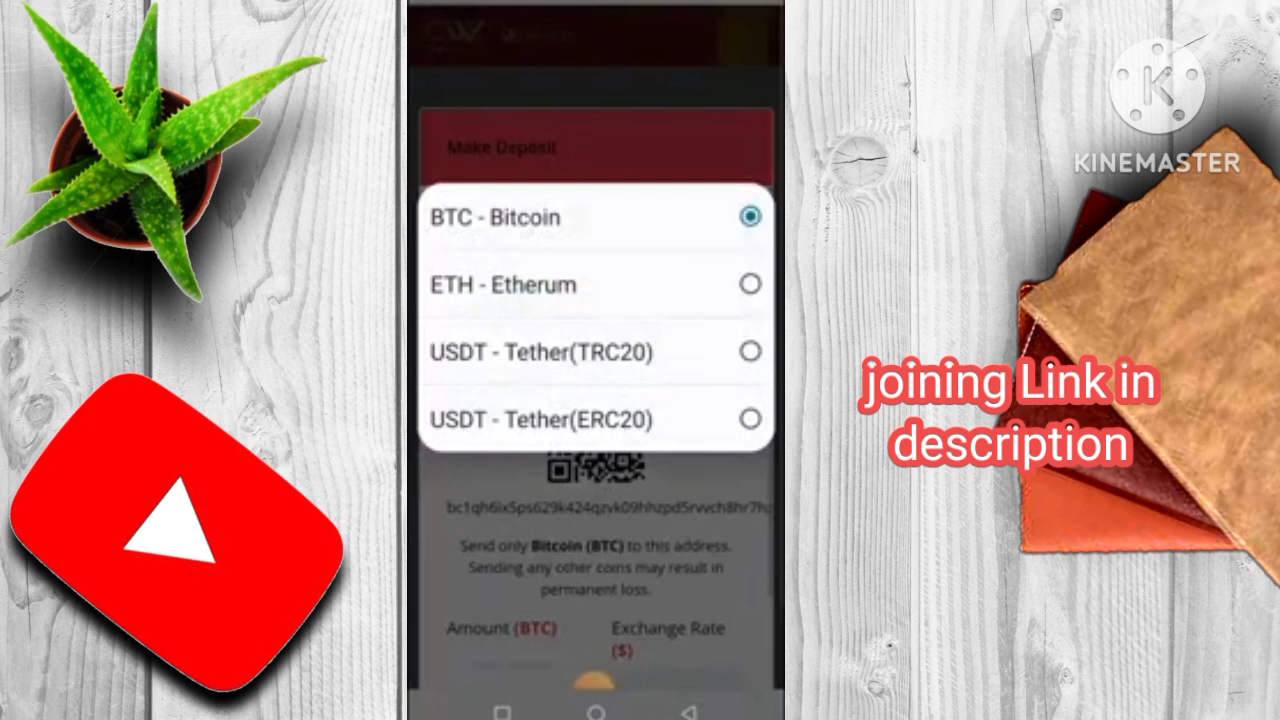 Make Deposit
BTC - Bitcoin
ETH - Etherum
USDT - Tether(TRC20)
USDT - Tether(ERC20)
Send only Bitcoin (BTC) to this address.
Sending any other coins may result in
permanent loss.
Amount (BTC)
Exchange Rate
($)
KINEMASTER
joining Link in
description